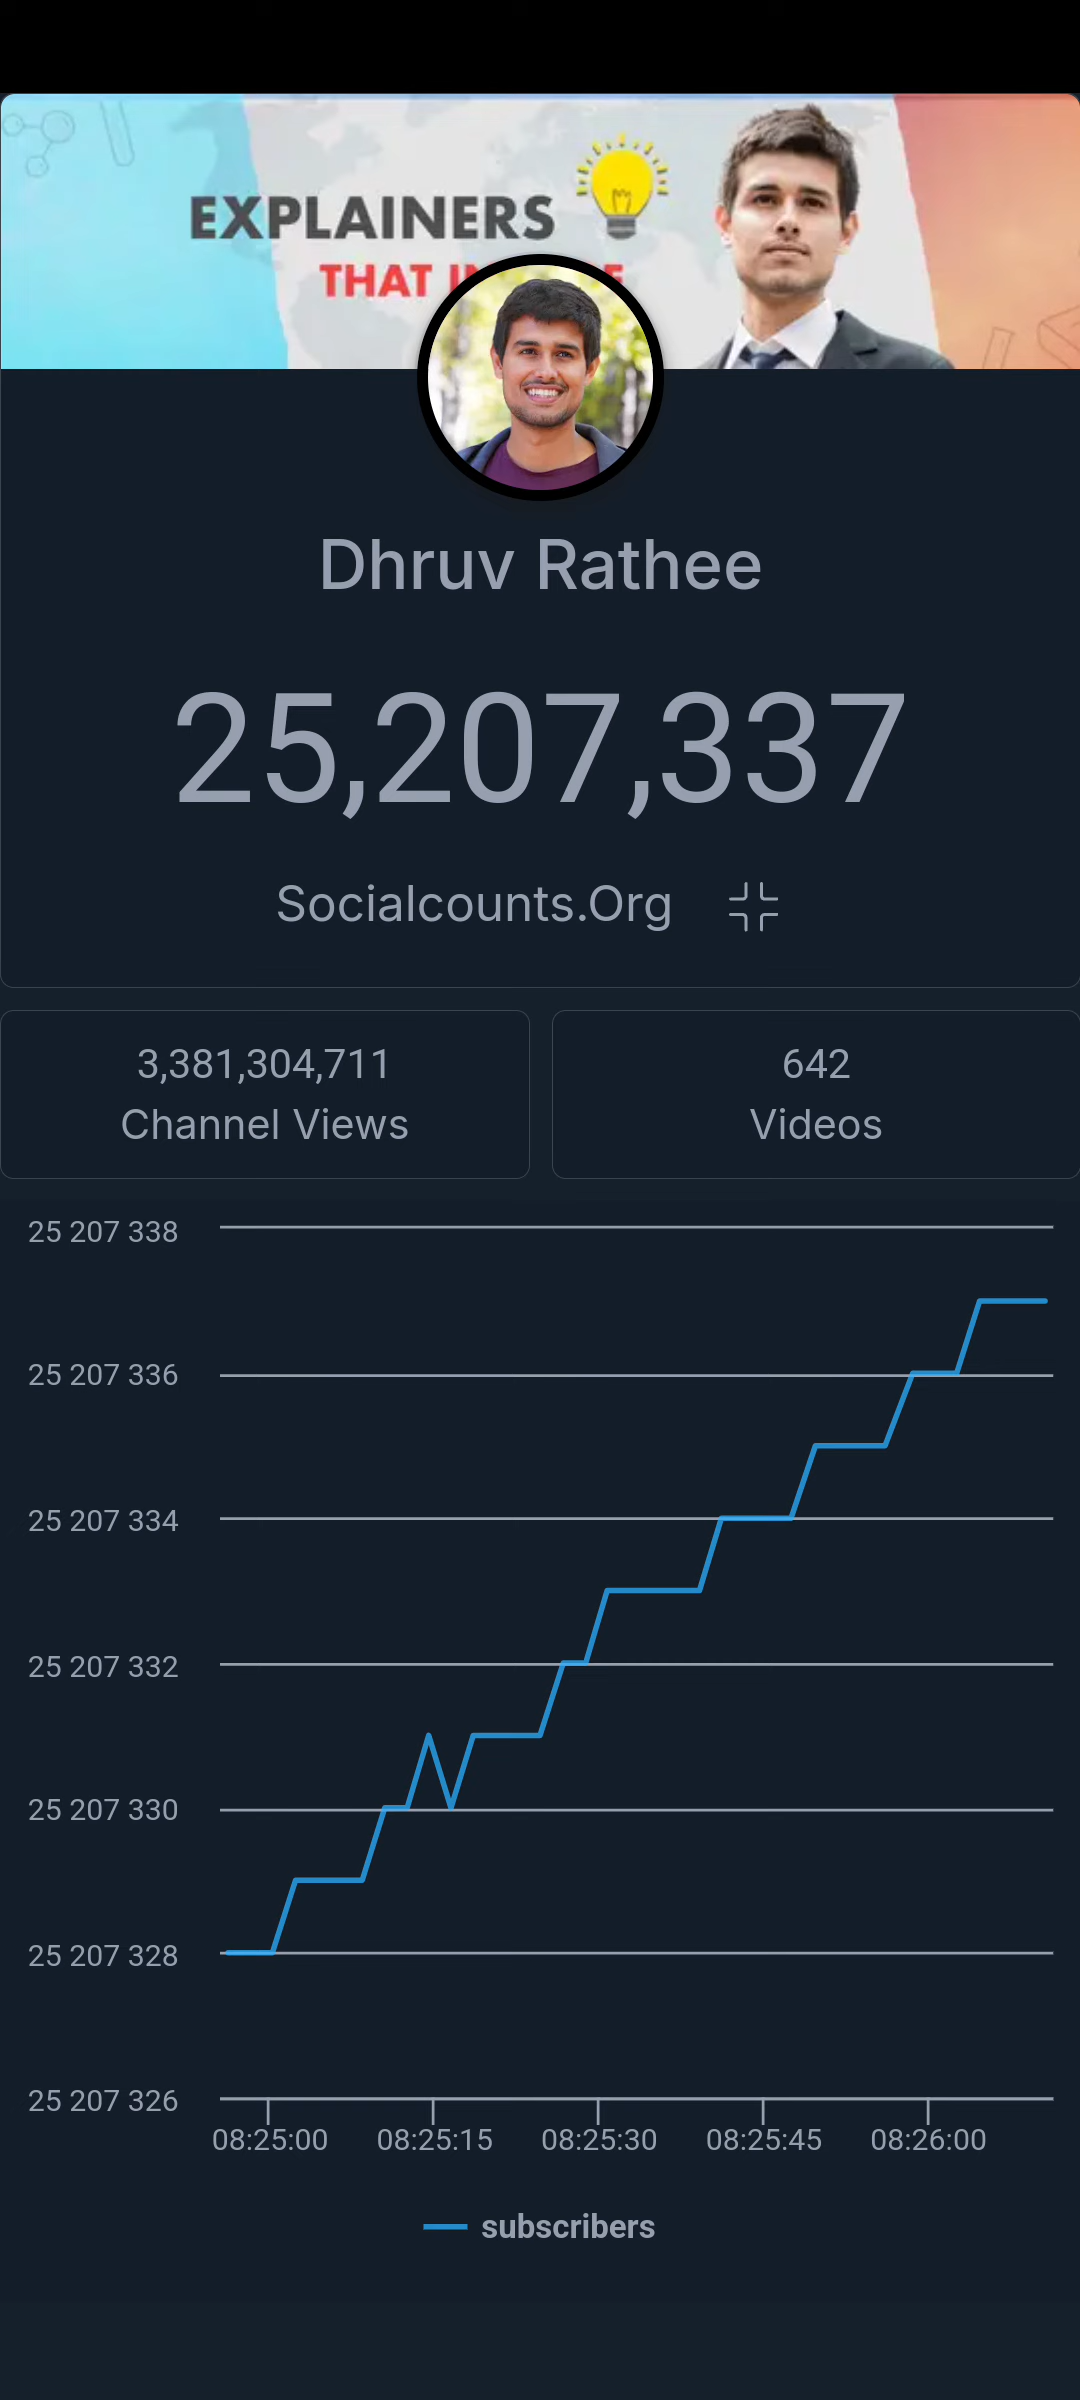 EXPLAINERS
THAT
Dhruv Rathee
25,207,337
Socialcounts.Org
3,381,304,711
Channel Views
642
Videos
25 207 338
25 207 336
25 207 334
25 207 332
25 207 330
25 207 328
25 207 326
08:25:00 08:25:15 08:25:30 08:25:45 08:26:00
subscribers